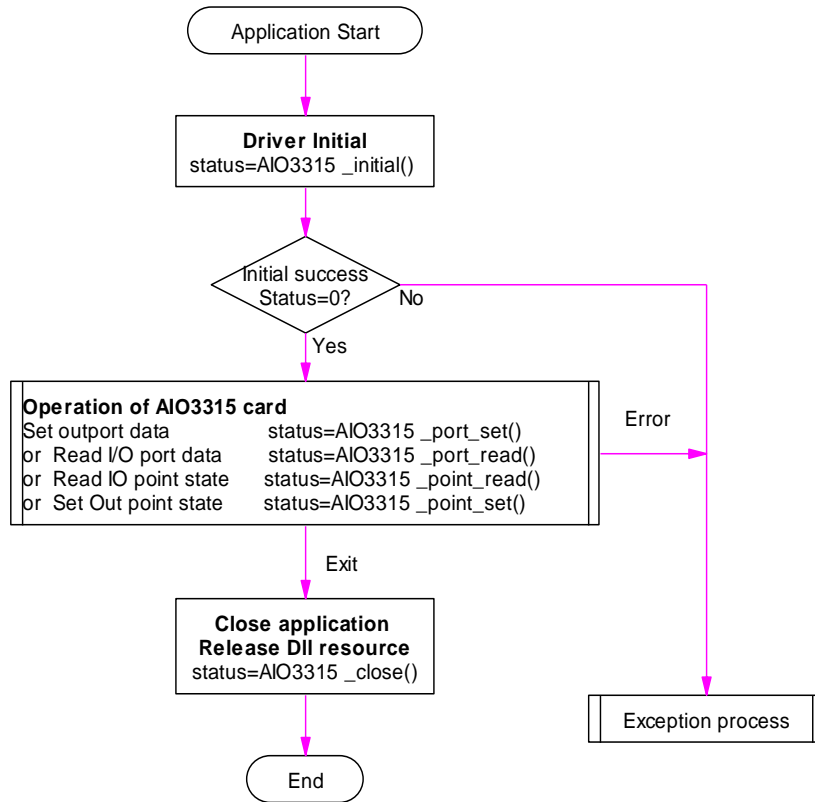 Application Start
Driver Initial
status=AIO3315 _initial()
Initial success
Status=0?
No
Yes
Operation of AIO3315 card
Set outport data status=AIO3315 _port_set()
or Read I/O port data status=AIO3315 _port_read()
or Read IO point state status=AIO3315 _point_read()
or Set Out point state status=AIO3315 _point_set()
Error
Exit
Close application
Release Dll resource
status=AIO3315 _close()
Exception process
End